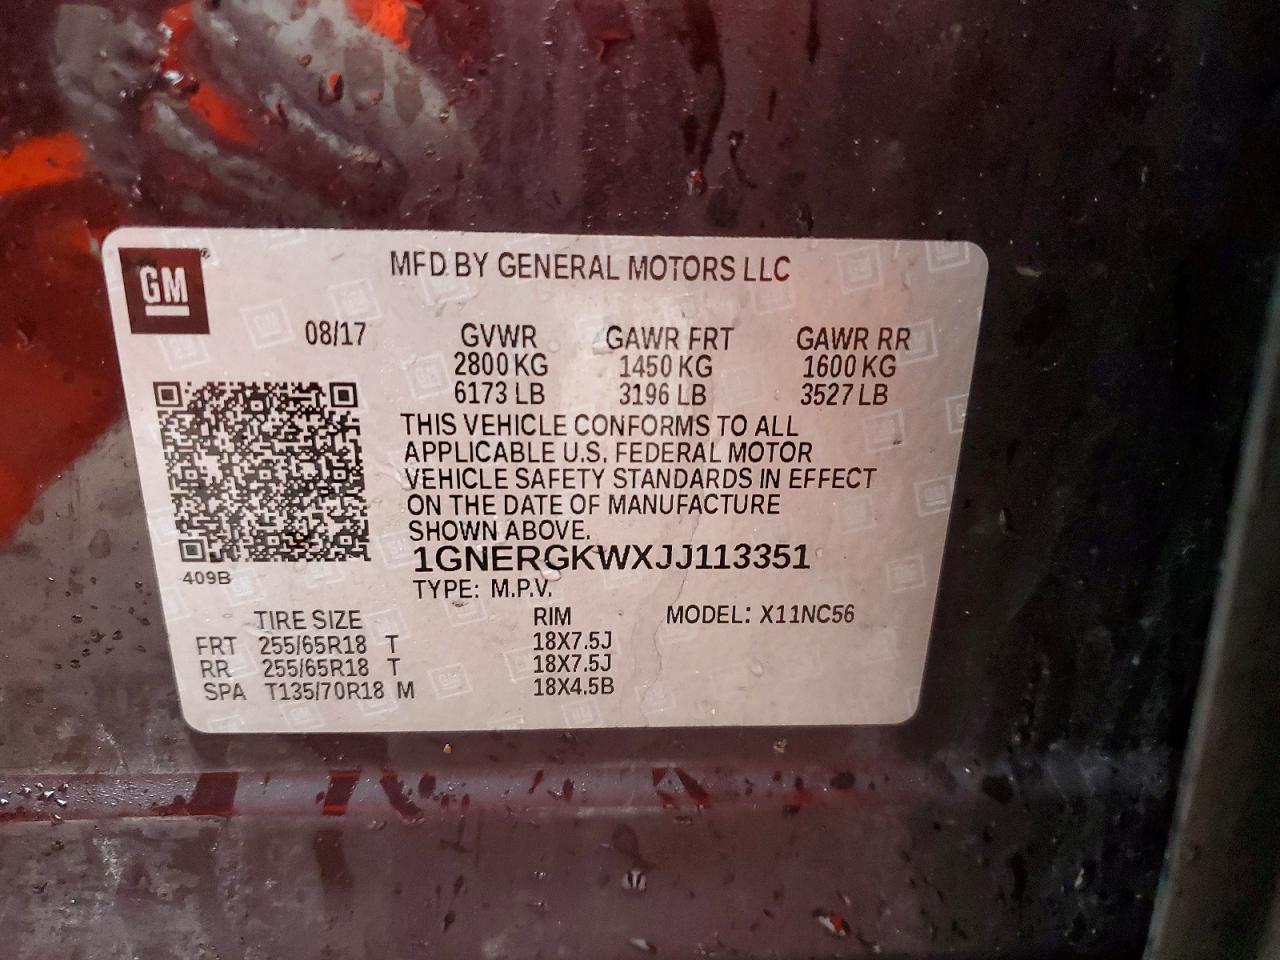 GM
MFD BY GENERAL MOTORS LLC
08/17 GVWR GAWR FRT GAWR RR
2800 KG 1450 KG 1600 KG
6173 LB 3196 LB 3527 LB
THIS VEHICLE CONFORMS TO ALL
APPLICABLE U.S. FEDERAL MOTOR
VEHICLE SAFETY STANDARDS IN EFFECT
ON THE DATE OF MANUFACTURE
SHOWN ABOVE.
1GNERGKWXJJ113351
409B
TYPE: M.P.V.
TIRE SIZE RIM MODEL: X11NC56
FRT 255/65R18 T 18X7.5J
RR 255/65R18 T 18X7.5J
SPA T135/70R18 M 18X4.5B